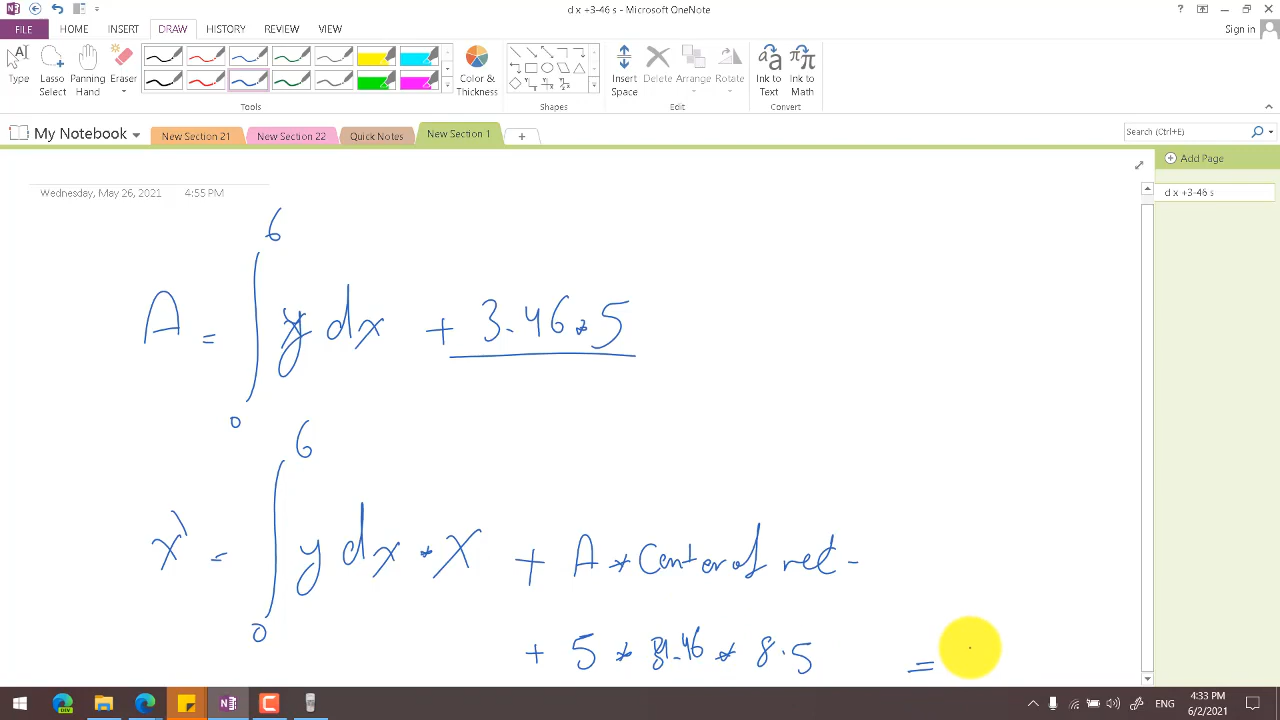 d x +3-46 s - Microsoft OneNote
?
Sign in
FILE HOME INSERT DRAW HISTORY REVIEW VIEW
Type Lasso Select Panning Hand Eraser Color & Thickness Insert Space Delete Arrange Rotate Ink to Text Ink to Math
Tools Shapes Edit Convert
My Notebook New Section 21 New Section 22 Quick Notes New Section 1 + Search (Ctrl+E)
Add Page
Wednesday, May 26, 2021 4:55 PM
d x +3-46 s
6
A = ∫ y dx + 3.46 * 5
0
6
x = ∫ y dx * X + A * Center of rect -
0
+ 5 * 3.46 * 8.5 =
ENG
4:33 PM
6/2/2021